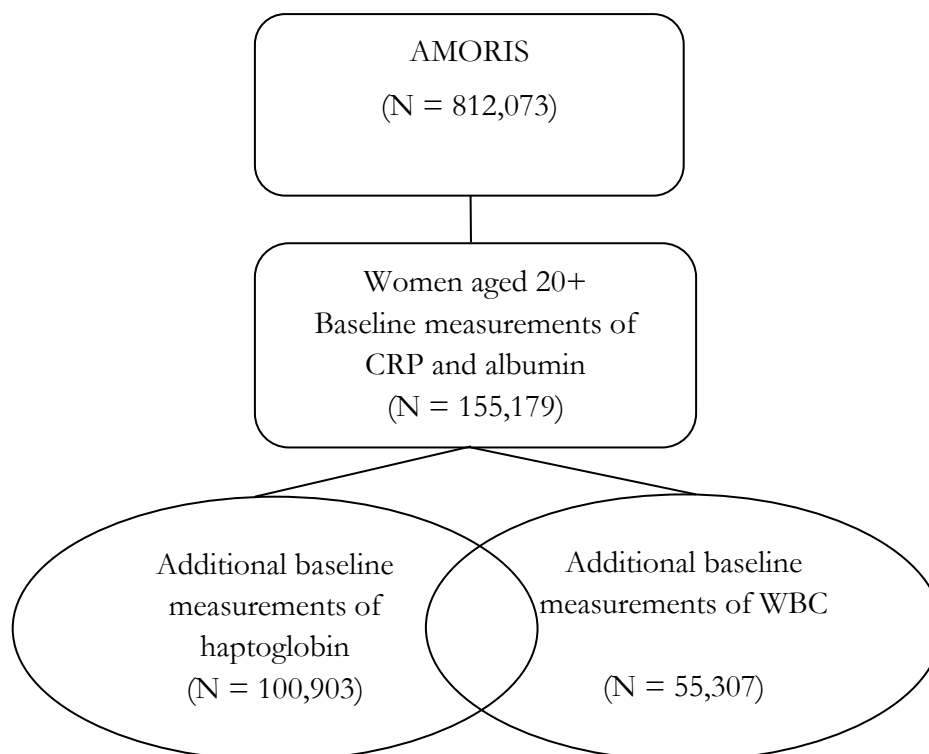 AMORIS
(N = 812,073)
Women aged 20+
Baseline measurements of
CRP and albumin
(N = 155,179)
Additional baseline
measurements of
haptoglobin
(N = 100,903)
Additional baseline
measurements of WBC
(N = 55,307)